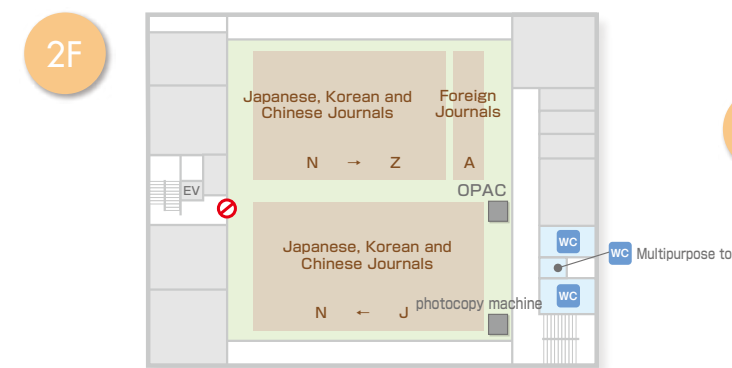 2F
Japanese, Korean and
Chinese Journals
Foreign
Journals
N → Z
A
EV
OPAC
Japanese, Korean and
Chinese Journals
N ← J
photocopy machine
WC
WC
WC Multipurpose to